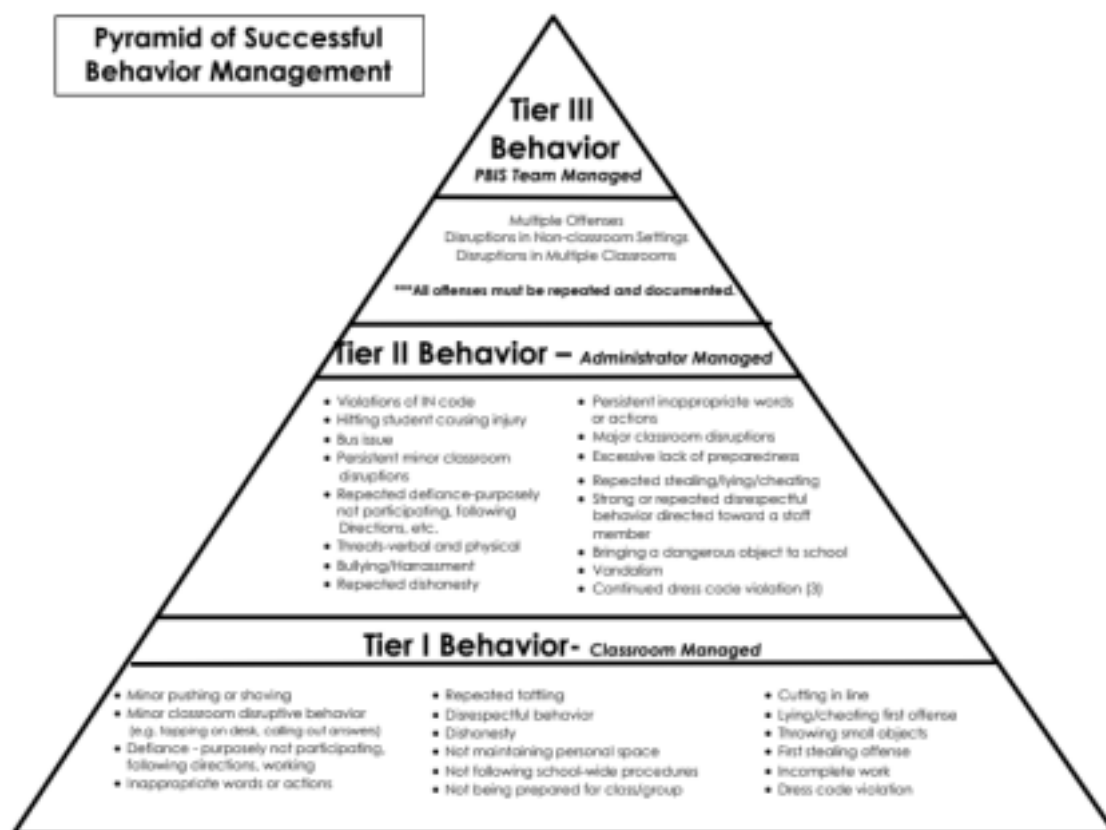 Pyramid of Successful
Behavior Management
Tier III
Behavior
PBIS Team Managed
Multiple Offenses
Disruptions in Non-classroom Settings
Disruptions in Multiple Classrooms
***All offenses must be repeated and documented.
Tier II Behavior – Administrator Managed
• Violations of IN code
• Hitting student causing injury
• Bus issue
• Persistent minor classroom
disruptions
• Repeated defiance-purposely
not participating, following
Directions, etc.
• Threats-verbal and physical
• Bullying/Harrassment
• Repeated dishonesty
• Persistent inappropriate words
or actions
• Major classroom disruptions
• Excessive lack of preparedness
• Repeated stealing/lying/cheating
• Strong or repeated disrespectful
behavior directed toward a staff
member
• Bringing a dangerous object to school
• Vandalism
• Continued dress code violation (3)
Tier I Behavior- Classroom Managed
• Minor pushing or shoving
• Minor classroom disruptive behavior
(e.g. tapping on desk, calling out answers)
• Defiance - purposely not participating,
following directions, working
• Inappropriate words or actions
• Repeated tattling
• Disrespectful behavior
• Dishonesty
• Not maintaining personal space
• Not following school-wide procedures
• Not being prepared for class/group
• Cutting in line
• Lying/cheating first offense
• Throwing small objects
• First stealing offense
• Incomplete work
• Dress code violation